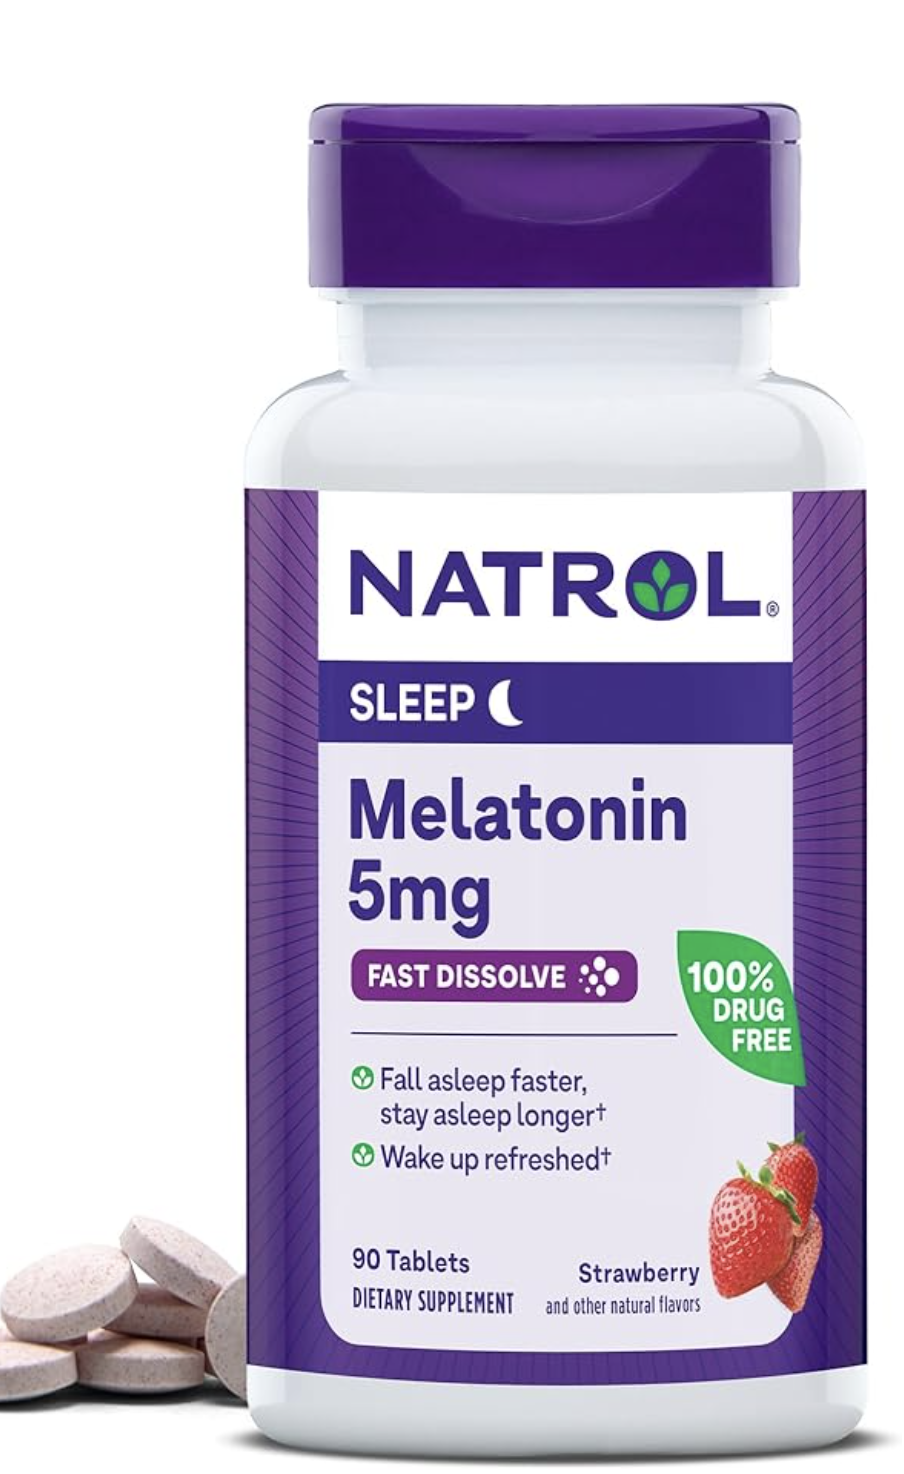 NATROL®
SLEEP
Melatonin
5mg
FAST DISSOLVE
100%
DRUG
FREE
Fall asleep faster,
stay asleep longer†
Wake up refreshed†
90 Tablets
DIETARY SUPPLEMENT
Strawberry
and other natural flavors